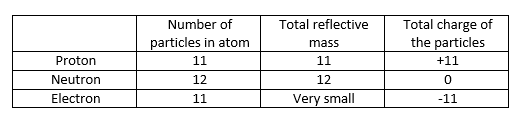 Number of particles in atom Total reflective mass Total charge of the particles
Proton 11 11 +11
Neutron 12 12 0
Electron 11 Very small -11